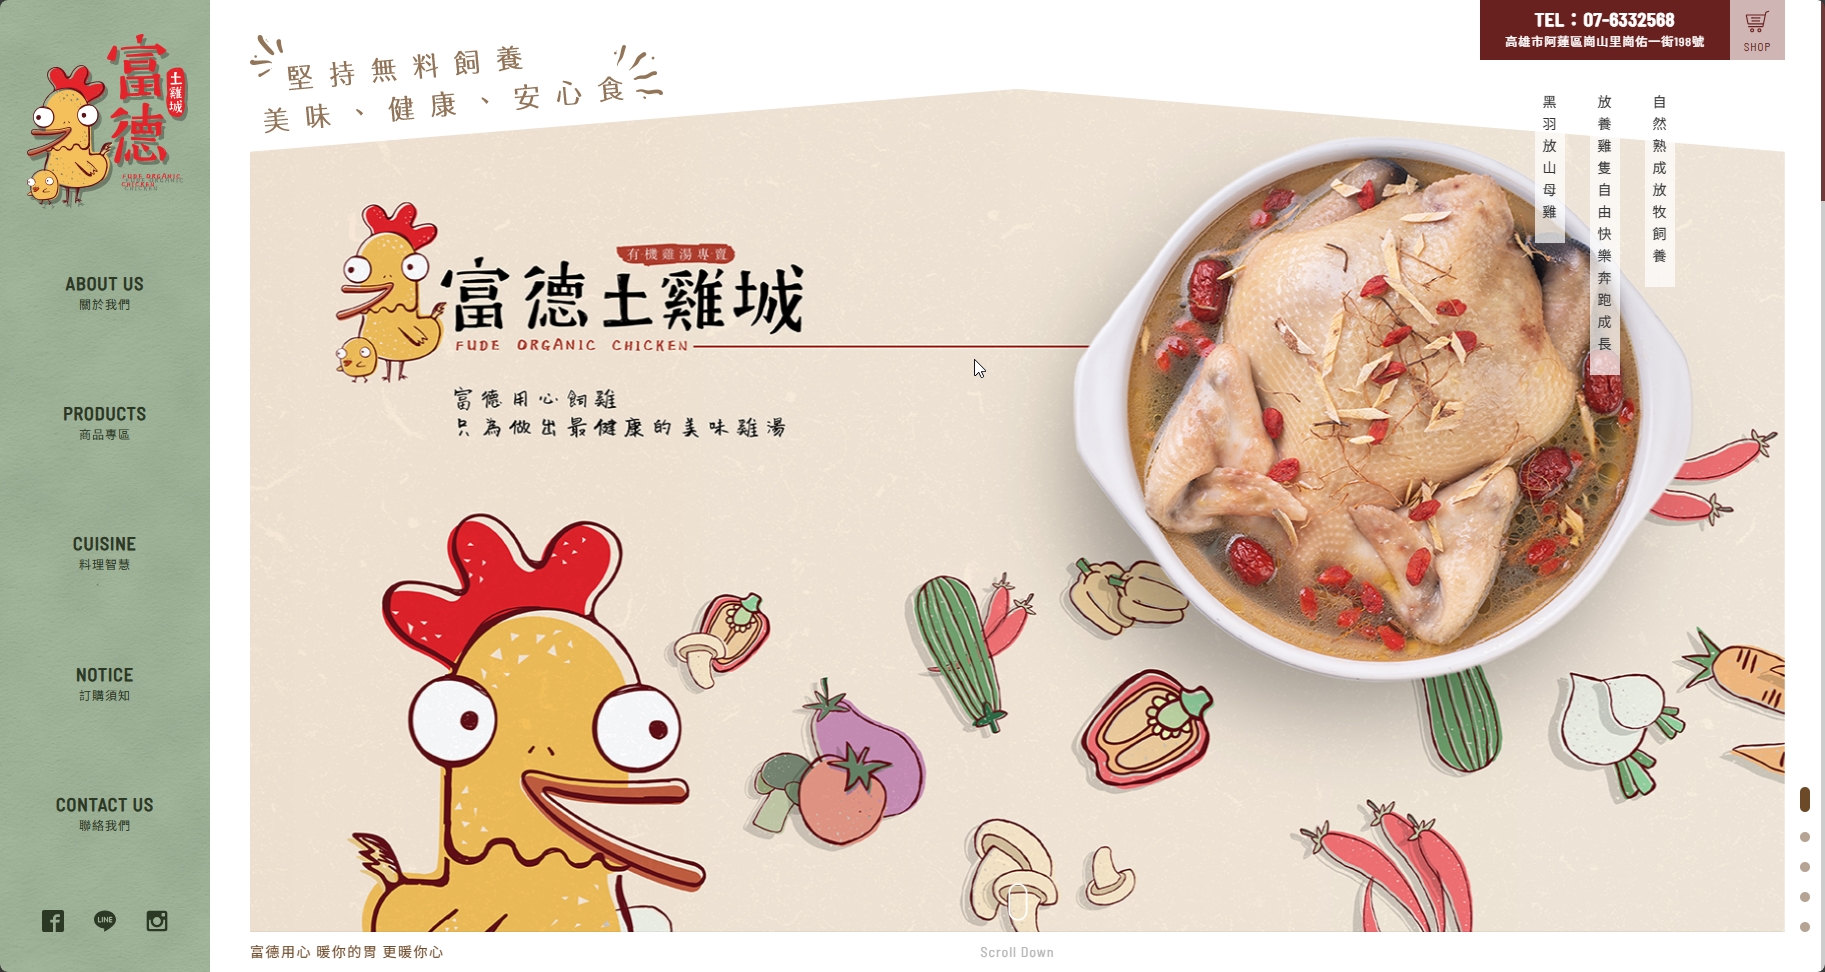 富德
土雞城
FUDE ORGANIC
CHICKEN
ABOUT US
關於我們
PRODUCTS
商品專區
CUISINE
料理智慧
NOTICE
訂購須知
CONTACT US
聯絡我們
LINE
堅持無料飼養
美味、健康、安心食
TEL：07-6332568
高雄市阿蓮區崗山里崗佑一街198號
SHOP
自然熟成放牧飼養
放養雞隻自由快樂奔跑成長
黑羽放山母雞
有機雞湯專賣
富德土雞城
FUDE ORGANIC CHICKEN
富德用心飼雞
只為做出最健康的美味雞湯
富德用心 暖你的胃 更暖你心
Scroll Down